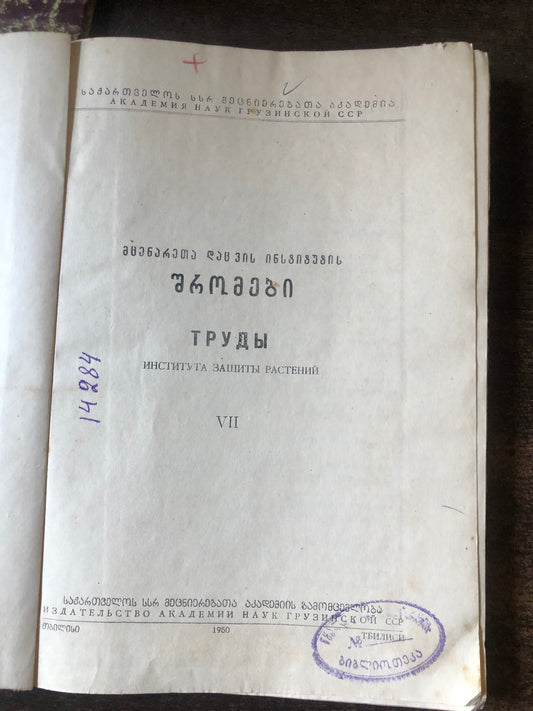 საქართველოს სსრ მეცნიერებათა აკადემია
АКАДЕМИЯ НАУК ГРУЗИНСКОЙ ССР
მცენარეთა დაცვის ინსტიტუტის
შრომები
ТРУДЫ
ИНСТИТУТА ЗАЩИТЫ РАСТЕНИЙ
14284
VII
საქართველოს სსრ მეცნიერებათა აკადემიის გამომცემლობა
ИЗДАТЕЛЬСТВО АКАДЕМИИ НАУК ГРУЗИНСКОЙ ССР
თბილისი 1950 ТБИЛИСИ
№
ბიბლიოთეკა